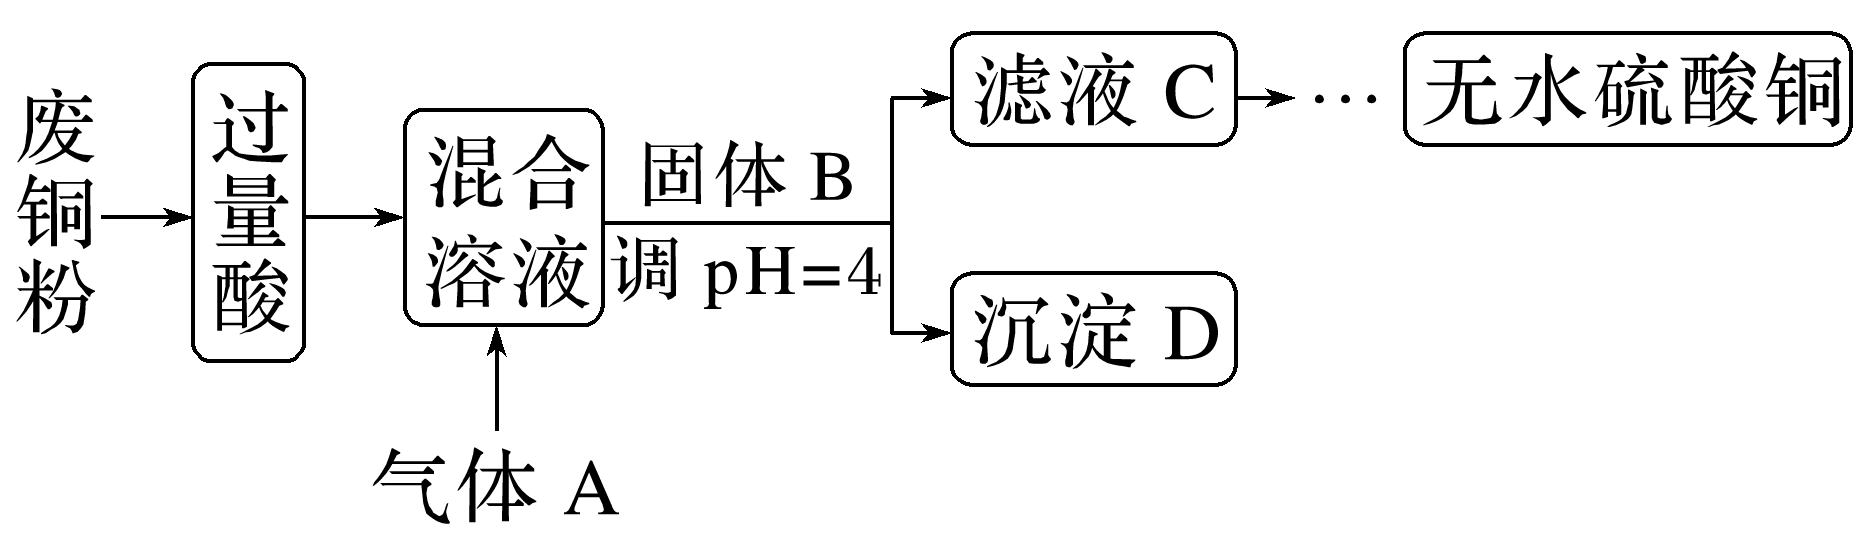 废铜粉
过量酸
混合
溶液
气体 A
固体 B
调 pH=4
滤液 C
…
无水硫酸铜
沉淀 D